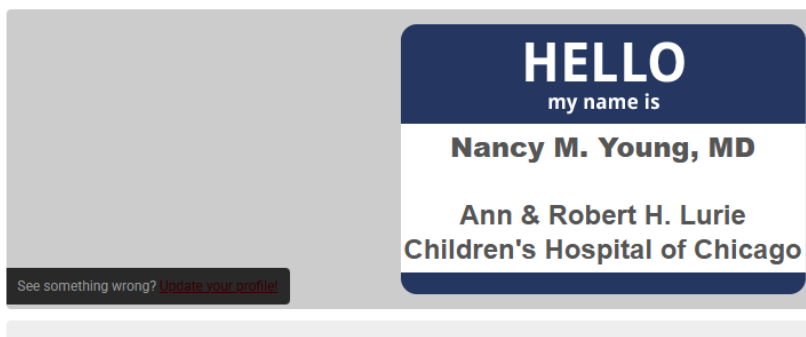 HELLO
my name is
Nancy M. Young, MD
Ann & Robert H. Lurie
Children's Hospital of Chicago
See something wrong? Update your profile!